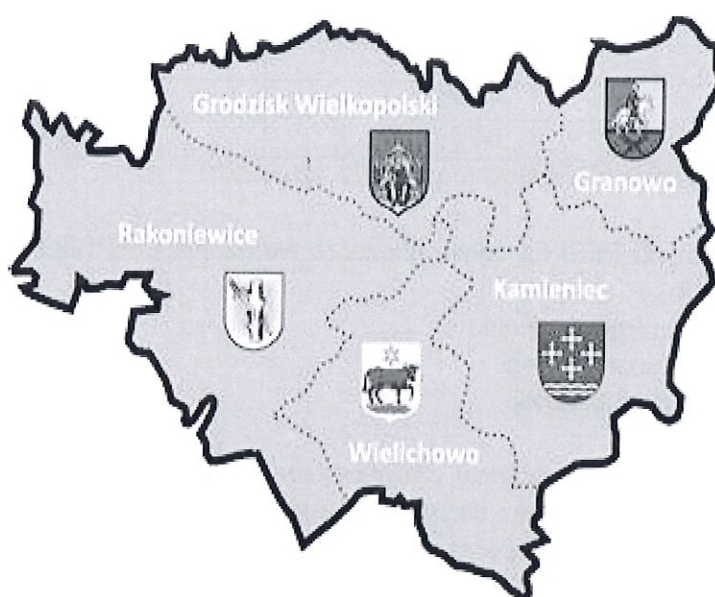 Grodzisk Wielkopolski
Granowo
Rakoniewice
Kamieniec
Wielichowo